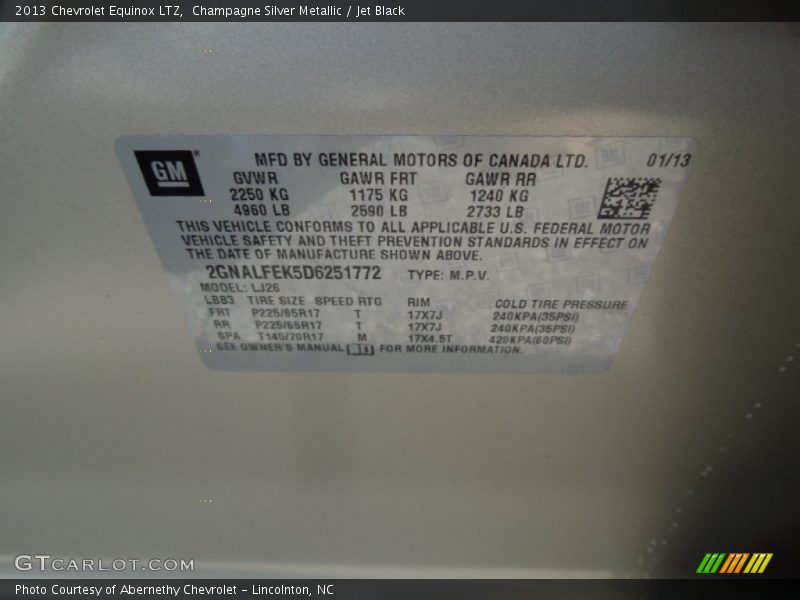 2013 Chevrolet Equinox LTZ, Champagne Silver Metallic / Jet Black
GM
MFD BY GENERAL MOTORS OF CANADA LTD. 01/13
GVWR GAWR FRT GAWR RR
2250 KG 1175 KG 1240 KG
4960 LB 2590 LB 2733 LB
THIS VEHICLE CONFORMS TO ALL APPLICABLE U.S. FEDERAL MOTOR
VEHICLE SAFETY AND THEFT PREVENTION STANDARDS IN EFFECT ON
THE DATE OF MANUFACTURE SHOWN ABOVE.
2GNALFEK5D6251772 TYPE: M.P.V.
MODEL: LJ26
LBB3 TIRE SIZE SPEED RTG RIM COLD TIRE PRESSURE
FRT P225/65R17 T 17X7J 240KPA(35PSI)
RR P225/65R17 T 17X7J 240KPA(35PSI)
SPA T145/70R17 M 17X4.5T 420KPA(60PSI)
SEE OWNER'S MANUAL FOR MORE INFORMATION.
GTCARLOT.COM
Photo Courtesy of Abernethy Chevrolet - Lincolnton, NC